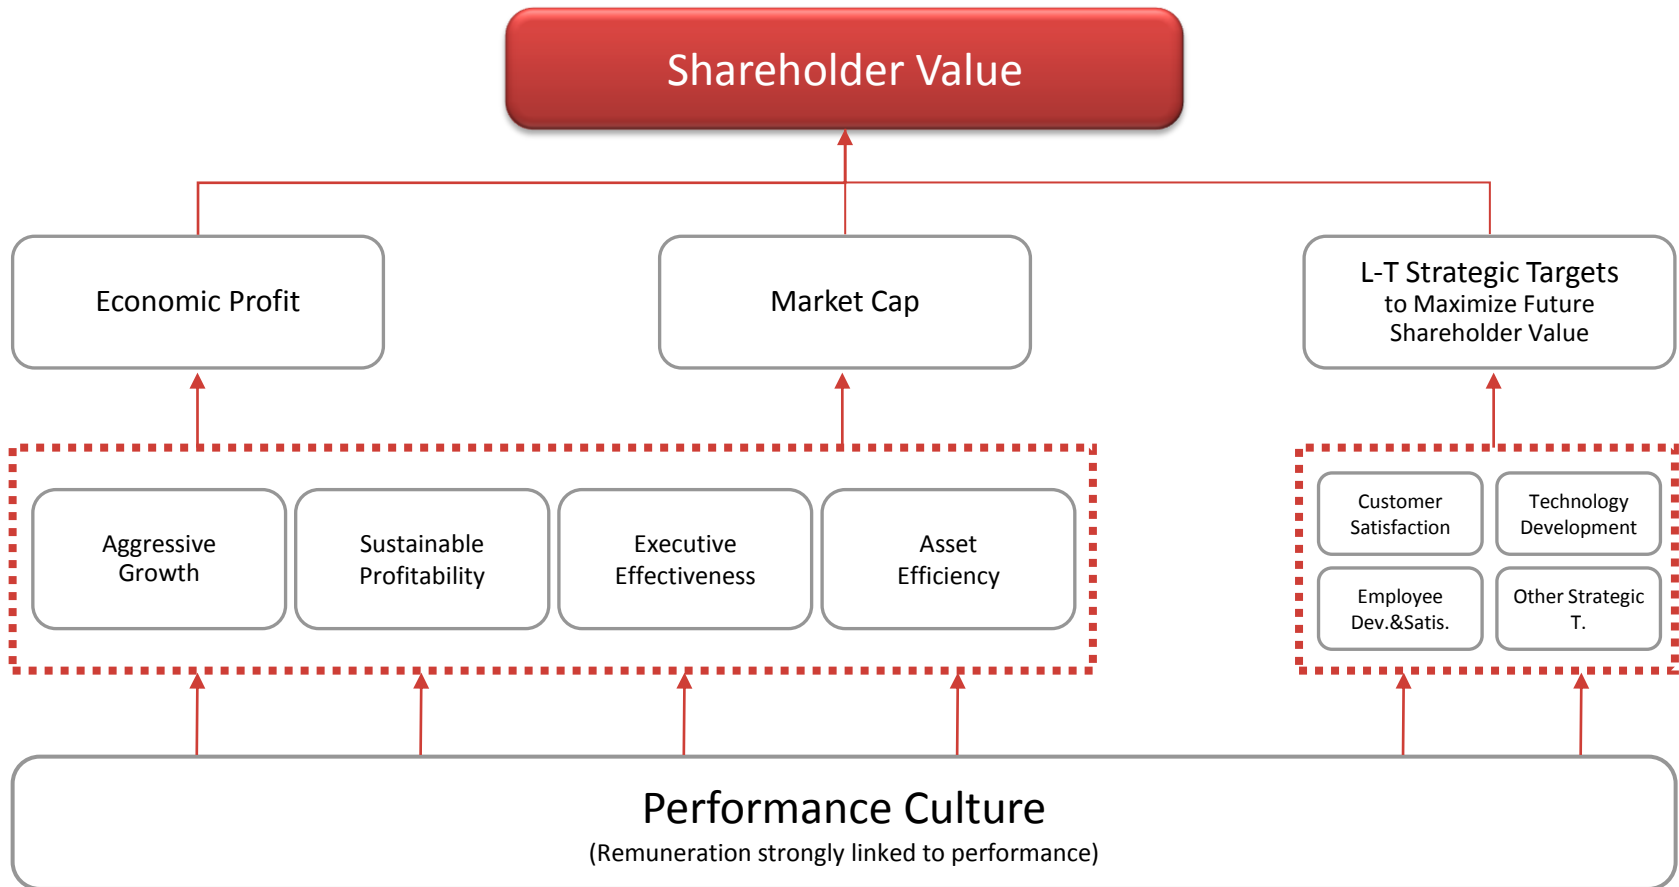 Shareholder Value
Economic Profit
Market Cap
L-T Strategic Targets
to Maximize Future
Shareholder Value
Aggressive
Growth
Sustainable
Profitability
Executive
Effectiveness
Asset
Efficiency
Customer
Satisfaction
Technology
Development
Employee
Dev.&Satis.
Other Strategic
T.
Performance Culture
(Remuneration strongly linked to performance)